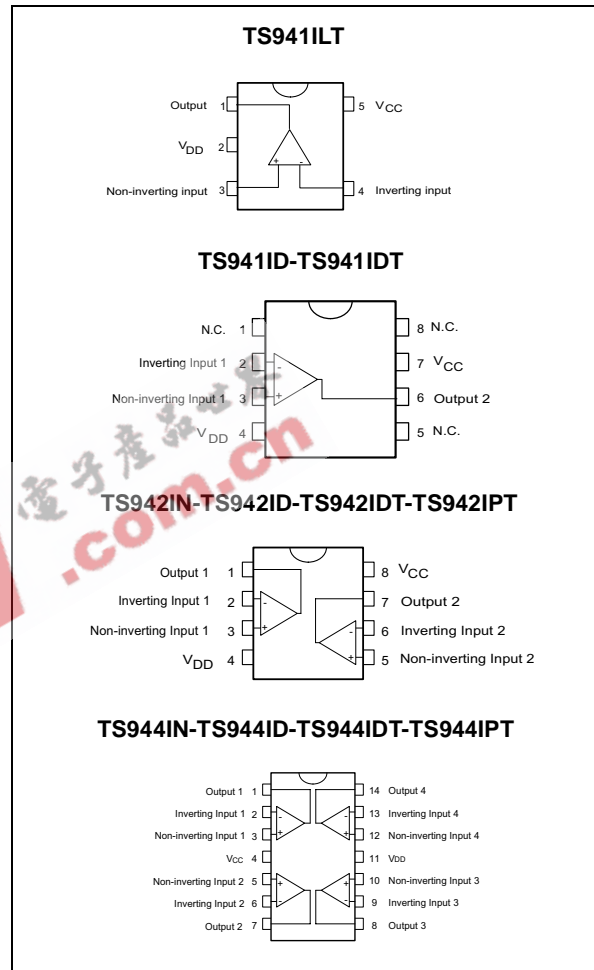 TS941ILT
Output 1
5 VCC
VDD 2
Non-inverting input 3
4 Inverting input
+ -
TS941ID-TS941IDT
N.C. 1
8 N.C.
Inverting Input 1 2
-
7 VCC
Non-inverting Input 1 3
+
6 Output 2
VDD 4
5 N.C.
電子產品世界
.com.cn
TS942IN-TS942ID-TS942IDT-TS942IPT
Output 1 1
8 VCC
Inverting Input 1 2
-
7 Output 2
Non-inverting Input 1 3
+
-
6 Inverting Input 2
VDD 4
+
5 Non-inverting Input 2
TS944IN-TS944ID-TS944IDT-TS944IPT
Output 1 1
14 Output 4
Inverting Input 1 2
- -
13 Inverting Input 4
Non-inverting Input 1 3
+ +
12 Non-inverting Input 4
VCC 4
11 VDD
Non-inverting Input 2 5
+ +
10 Non-inverting Input 3
Inverting Input 2 6
- -
9 Inverting Input 3
Output 2 7
8 Output 3